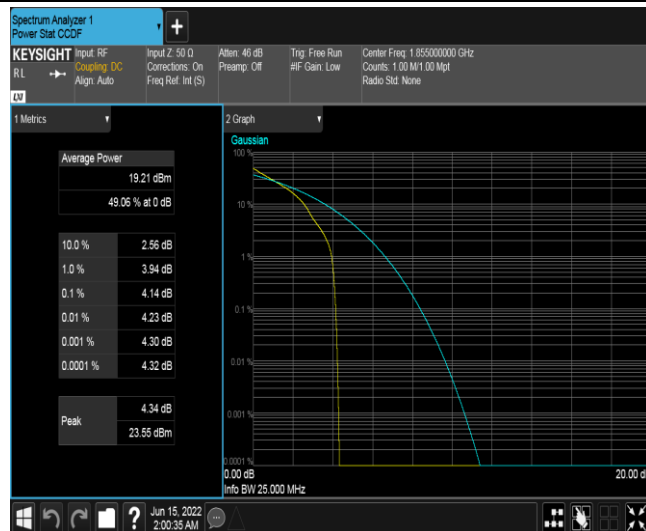 Spectrum Analyzer 1
Power Stat CCDF
+
KEYSIGHT
RL
LXI
Input: RF
Coupling: DC
Align: Auto
Input Z: 50 Ω
Corrections: On
Freq Ref: Int (S)
Atten: 46 dB
Preamp: Off
Trig: Free Run
#IF Gain: Low
Center Freq: 1.855000000 GHz
Counts: 1.00 M/1.00 Mpt
Radio Std: None
1 Metrics
Average Power
19.21 dBm
49.06 % at 0 dB
10.0 % 2.56 dB
1.0 % 3.94 dB
0.1 % 4.14 dB
0.01 % 4.23 dB
0.001 % 4.30 dB
0.0001 % 4.32 dB
Peak
4.34 dB
23.55 dBm
2 Graph
Gaussian
100 %
10 %
1 %
0.1 %
0.01 %
0.001 %
0.0001 %
0.00 dB
20.00 d
Info BW 25.000 MHz
?
Jun 15, 2022
2:00:35 AM